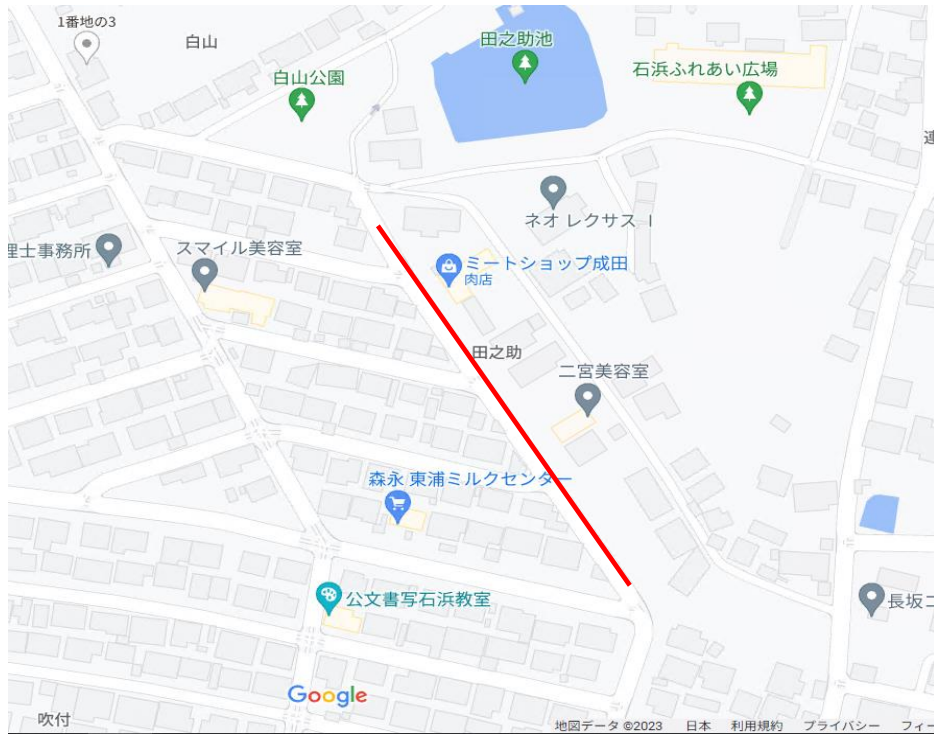 1番地の3
白山
田之助池
白山公園
石浜ふれあい広場
連
ネオ レクサス Ⅰ
理士事務所
スマイル美容室
ミートショップ成田
肉店
田之助
二宮美容室
森永 東浦ミルクセンター
公文書写石浜教室
長坂二
Google
吹付
地図データ ©2023 日本 利用規約 プライバシー フィー